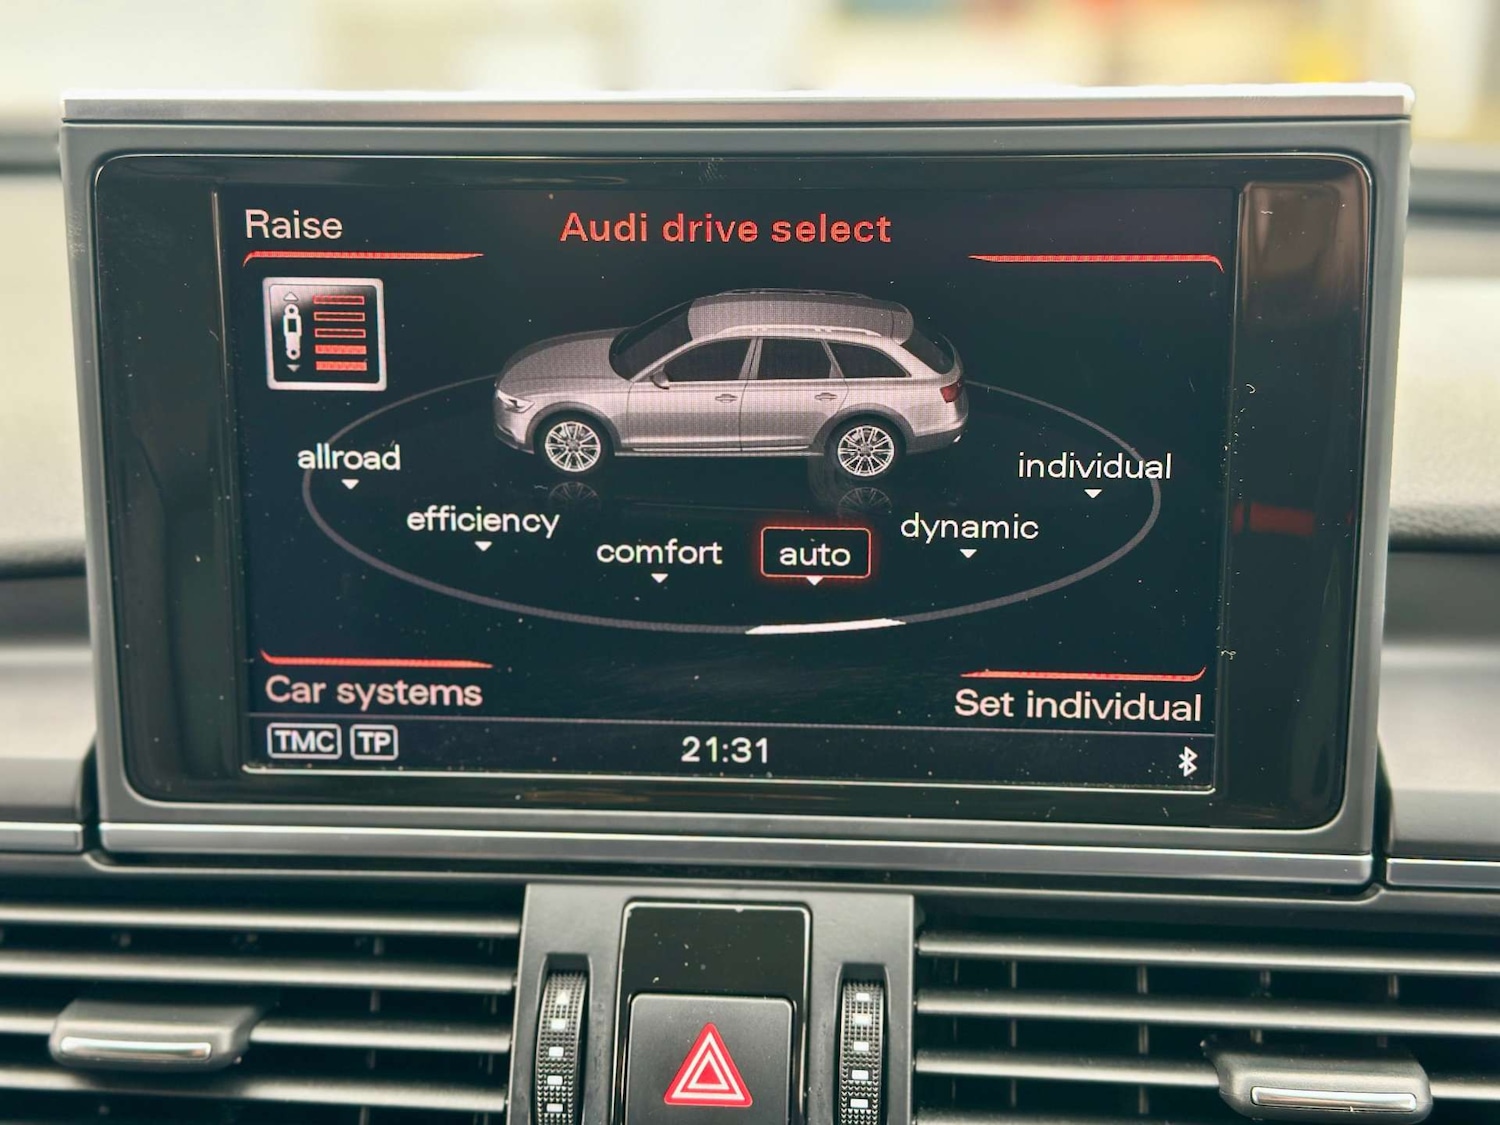 Raise
Audi drive select
allroad
efficiency
comfort
auto
dynamic
individual
Car systems
Set individual
TMC TP
21:31